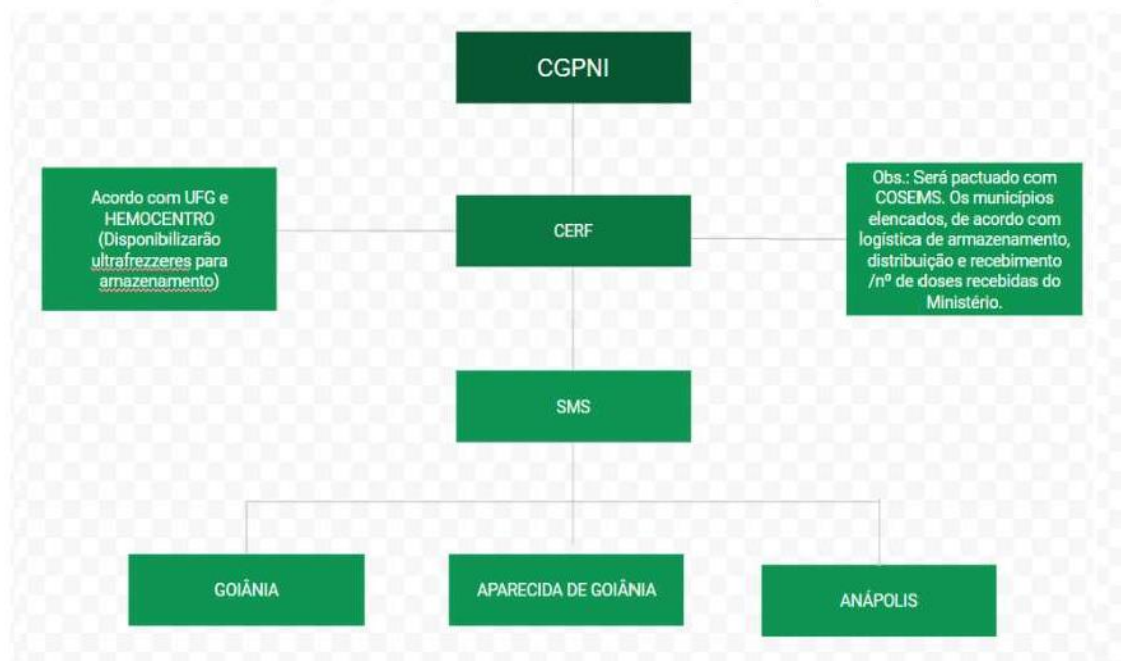 CGPNI
Acordo com UFG e
HEMOCENTRO
(Disponibilizarão
ultrafrezzeres para
armazenamento)
CERF
Obs.: Será pactuado com
COSEIMS. Os municípios
elencados, de acordo com
logística de armazenamento,
distribuição e recebimento
/nº de doses recebidas do
Ministério.
SMS
GOIÂNIA
APARECIDA DE GOIÂNIA
ANÁPOLIS